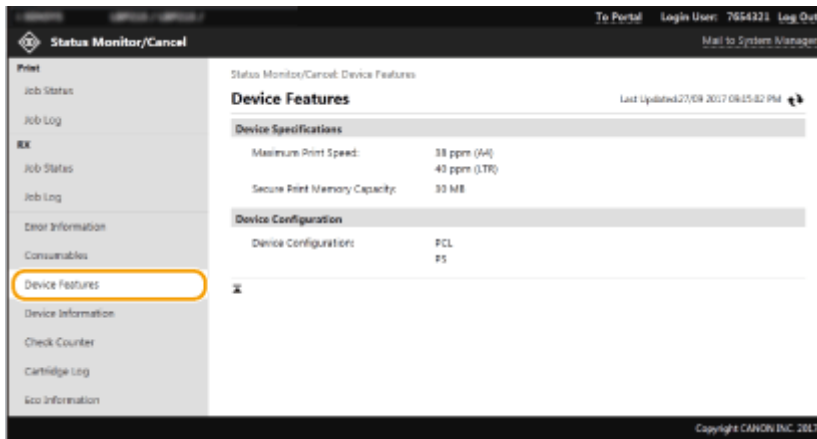 To Portal Login User: 7654321 Log Out
Status Monitor/Cancel
Mail to System Manager
Print
Job Status
Job Log
RX
Job Status
Job Log
Error Information
Consumables
Device Features
Device Information
Check Counter
Cartridge Log
Eco Information
Status Monitor/Cancel: Device Features
Device Features
Last Updated:27/09 2017 09:15:02 PM
Device Specifications
Maximum Print Speed: 38 ppm (A4)
40 ppm (LTR)
Secure Print Memory Capacity: 30 MB
Device Configuration
Device Configuration: PCL
PS
Copyright CANON INC. 2017